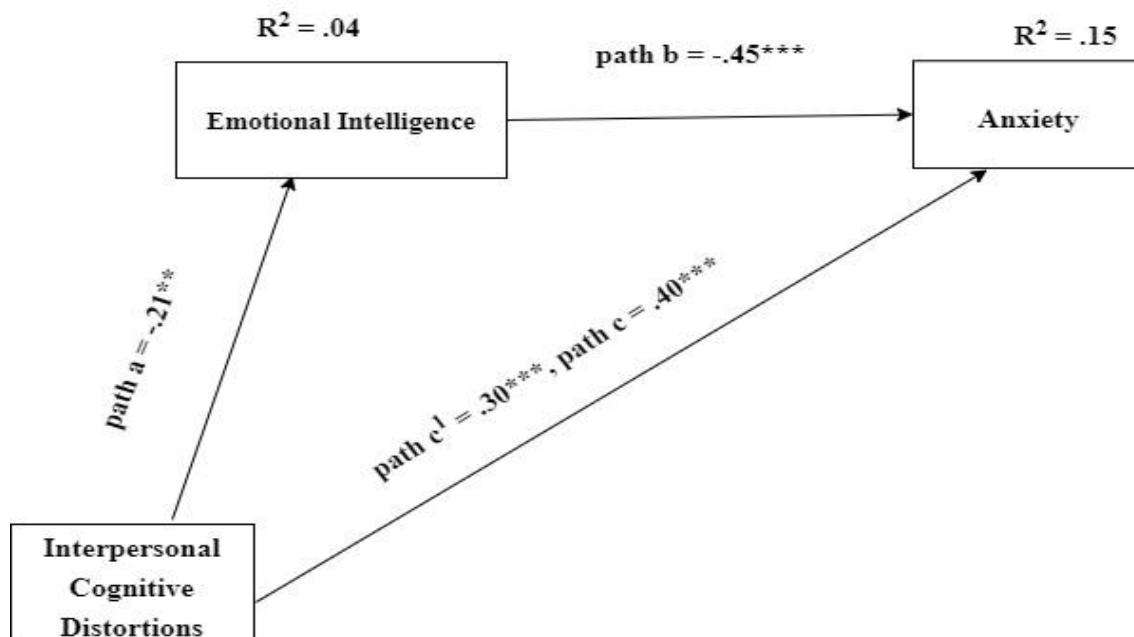 R² = .04
R² = .15
path b = -.45***
Emotional Intelligence
Anxiety
path a = -.21**
path c¹ = .30*** , path c = .40***
Interpersonal
Cognitive
Distortions